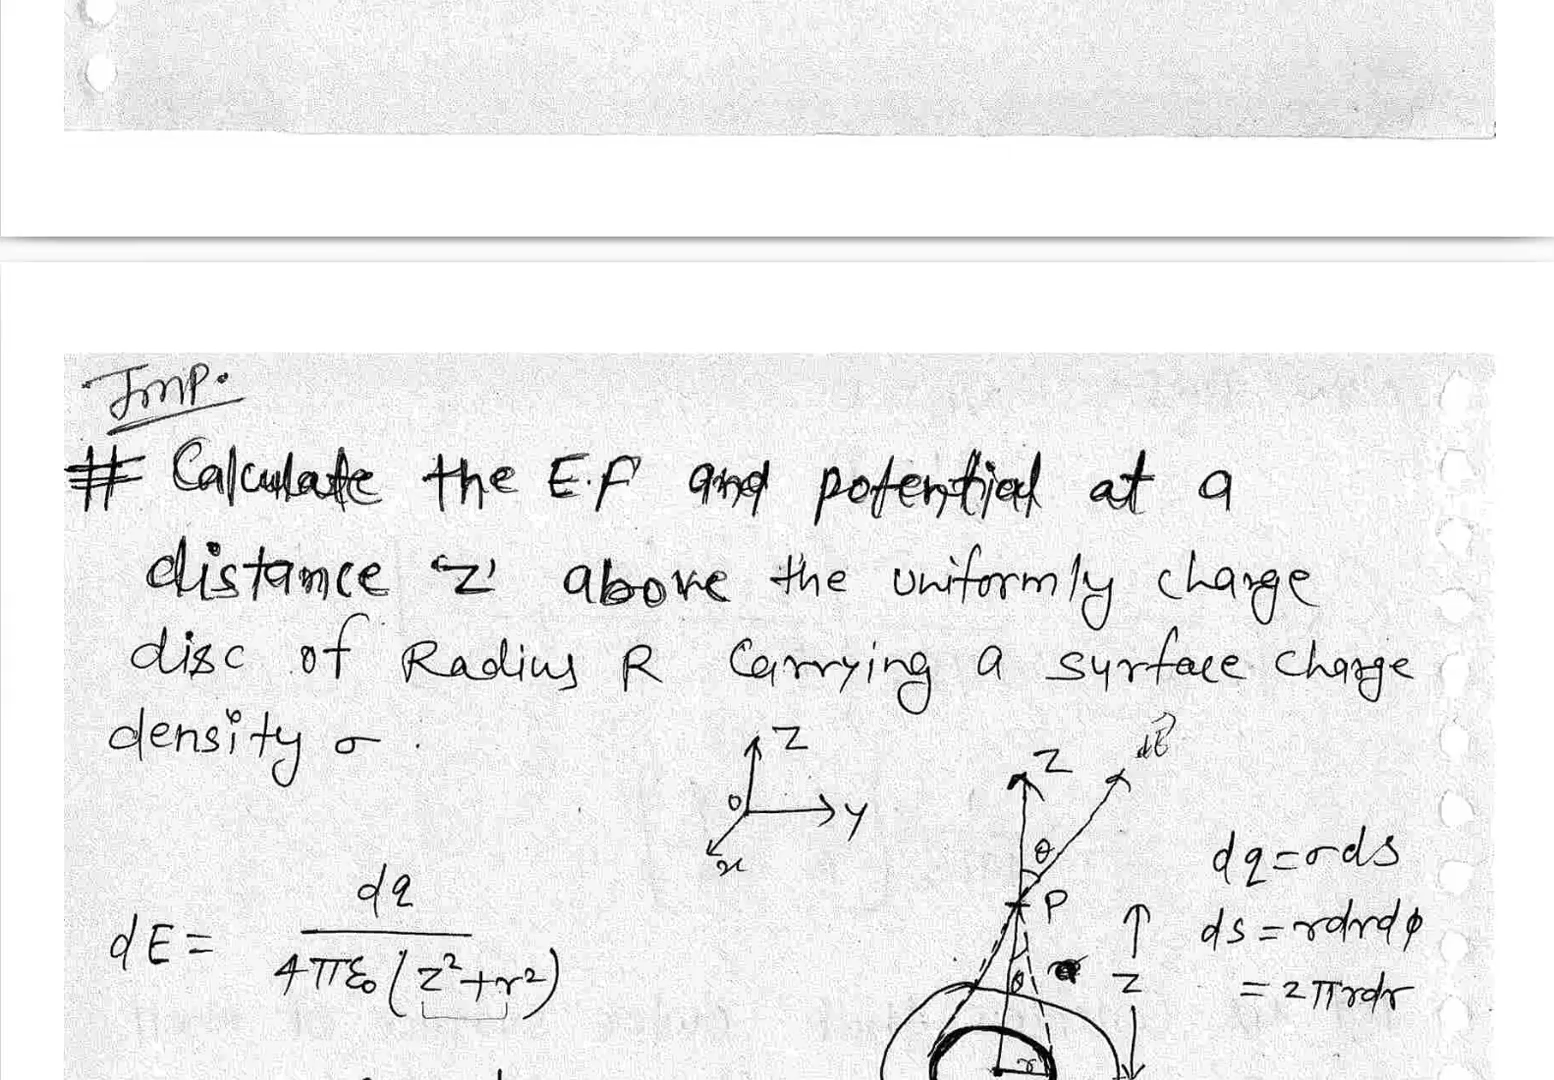 Imp.
# Calculate the E.F and potential at a
distance 'z' above the uniformly charge
disc of Radius R Carrying a surface charge
density σ.
Z
O
y
x
Z
dE⃗
θ
P
θ
Z
r
dq=σds
ds=rdrdφ
=2πrdr
dE= dq
4πε₀(z²+r²)